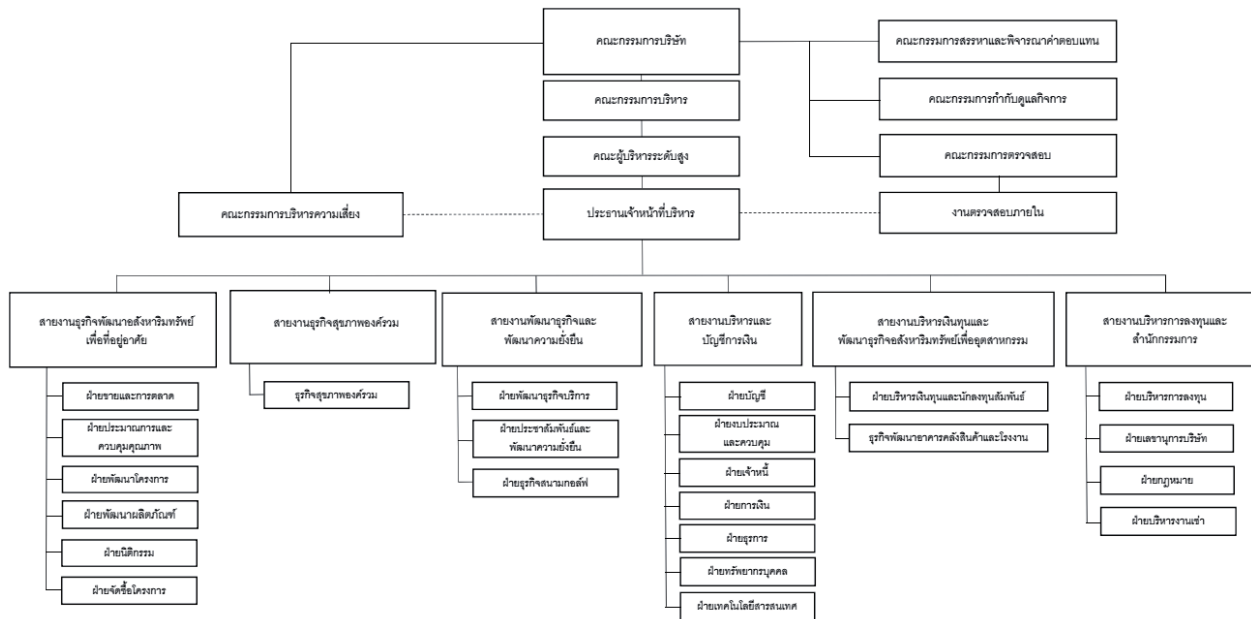 คณะกรรมการบริษัท
คณะกรรมการสรรหาและพิจารณาค่าตอบแทน
คณะกรรมการบริหาร
คณะกรรมการกำกับดูแลกิจการ
คณะผู้บริหารระดับสูง
คณะกรรมการตรวจสอบ
คณะกรรมการบริหารความเสี่ยง
ประธานเจ้าหน้าที่บริหาร
งานตรวจสอบภายใน
สายงานธุรกิจพัฒนาอสังหาริมทรัพย์
เพื่อที่อยู่อาศัย
ฝ่ายขายและการตลาด
ฝ่ายประมาณการและ
ควบคุมคุณภาพ
ฝ่ายพัฒนาโครงการ
ฝ่ายพัฒนาผลิตภัณฑ์
ฝ่ายนิติกรรม
ฝ่ายจัดซื้อโครงการ
สายงานธุรกิจสุขภาพองค์รวม
ธุรกิจสุขภาพองค์รวม
สายงานพัฒนาธุรกิจและ
พัฒนาความยั่งยืน
ฝ่ายพัฒนาธุรกิจบริการ
ฝ่ายประชาสัมพันธ์และ
พัฒนาความยั่งยืน
ฝ่ายธุรกิจสนามกอล์ฟ
สายงานบริหารและ
บัญชีการเงิน
ฝ่ายบัญชี
ฝ่ายงบประมาณ
และควบคุม
ฝ่ายเจ้าหนี้
ฝ่ายการเงิน
ฝ่ายธุรการ
ฝ่ายทรัพยากรบุคคล
ฝ่ายเทคโนโลยีสารสนเทศ
สายงานบริหารเงินทุนและ
พัฒนาธุรกิจอสังหาริมทรัพย์เพื่ออุตสาหกรรม
ฝ่ายบริหารเงินทุนและนักลงทุนสัมพันธ์
ธุรกิจพัฒนาอาคารคลังสินค้าและโรงงาน
สายงานบริหารการลงทุนและ
สำนักกรรมการ
ฝ่ายบริหารการลงทุน
ฝ่ายเลขานุการบริษัท
ฝ่ายกฎหมาย
ฝ่ายบริหารงานเช่า